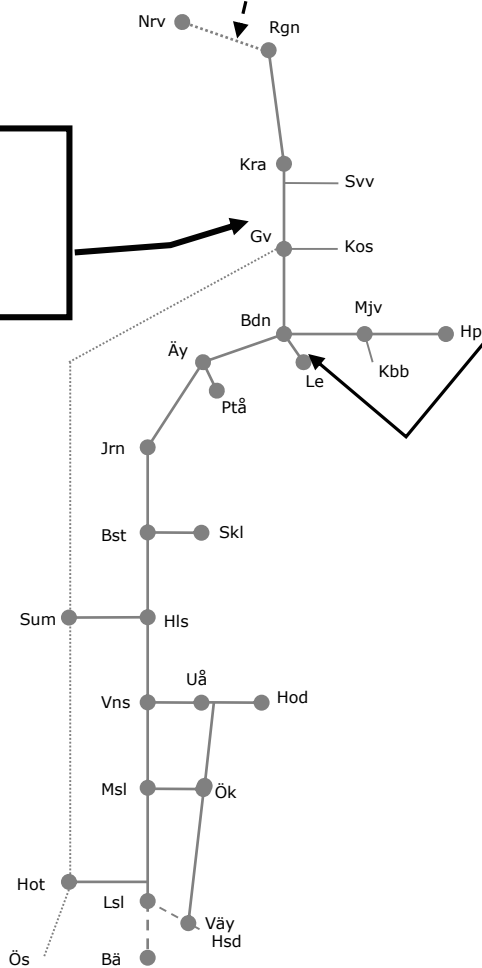 Nrv
Rgn
Kra
Svv
Gv
Kos
Bdn
Mjv
Hp
Äy
Le
Kbb
Ptå
Jrn
Bst
Skl
Sum
Hls
Uå
Vns
Hod
Msl
Ök
Hot
Lsl
Väy
Hsd
Ös
Bä